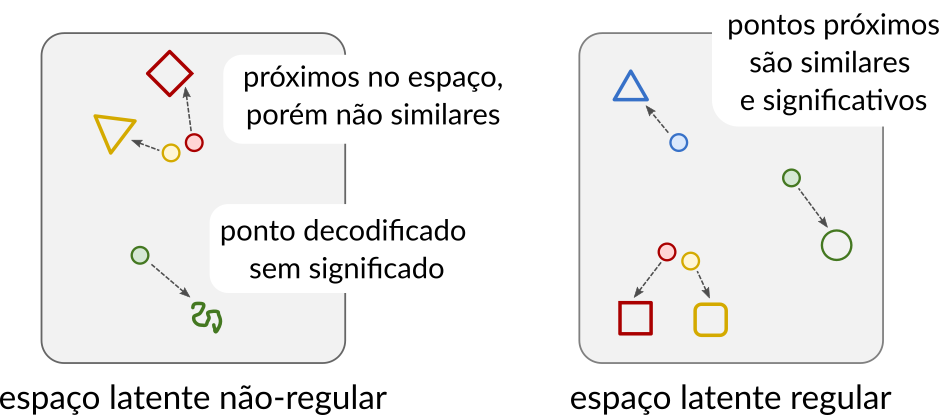 próximos no espaço,
porém não similares
ponto decodificado
sem significado
espaço latente não-regular
pontos próximos
são similares
e significativos
espaço latente regular